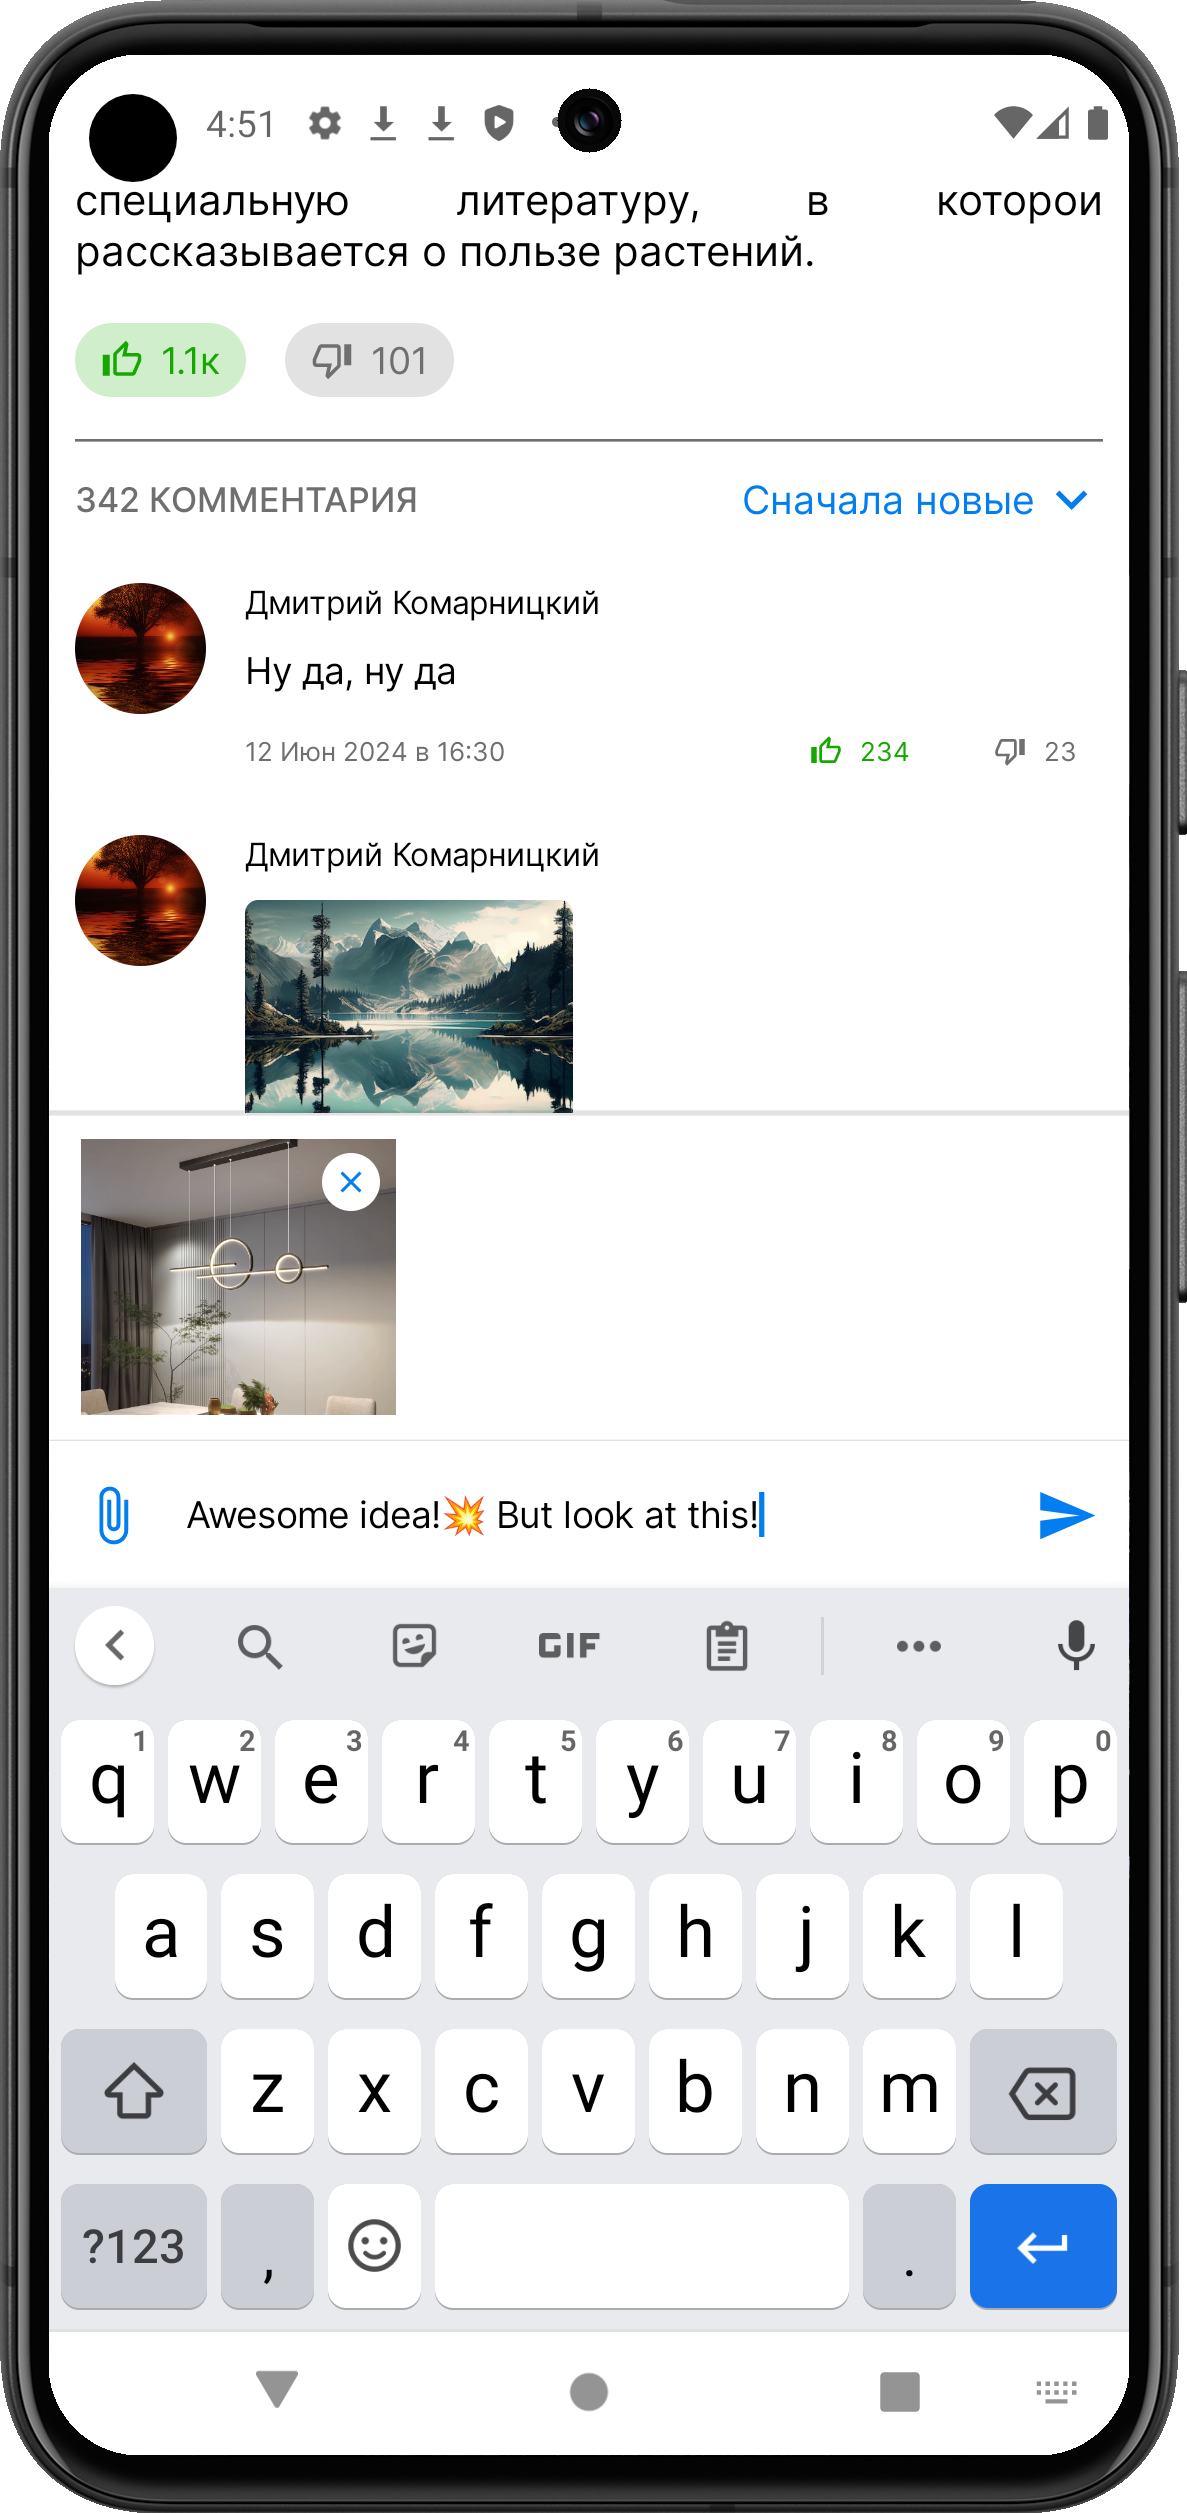 4:51
специальную литературу, в которои
рассказывается о пользе растений.
1.1к 101
342 КОММЕНТАРИЯ Сначала новые
Дмитрий Комарницкий
Ну да, ну да
12 Июн 2024 в 16:30 234 23
Дмитрий Комарницкий
Awesome idea!💥 But look at this!
GIF
1 2 3 4 5 6 7 8 9 0
q w e r t y u i o p
a s d f g h j k l
z x c v b n m
?123 , .